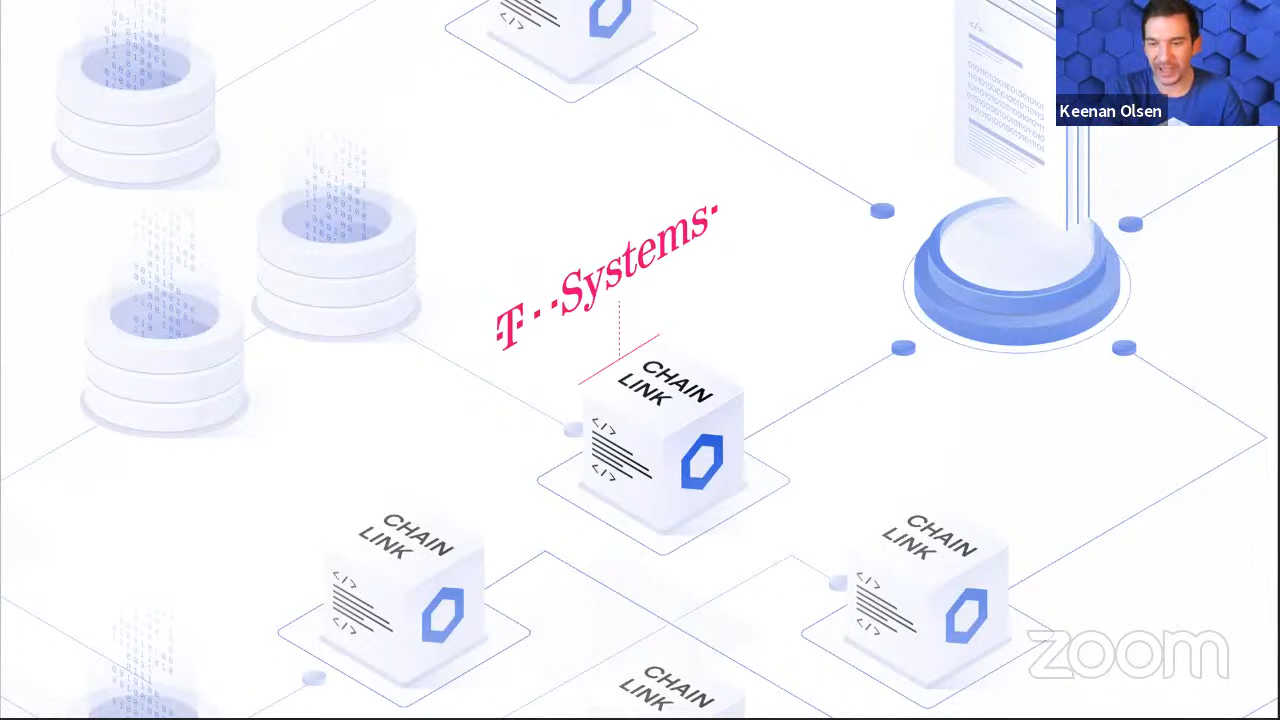 </>
</>
Keenan Olsen
T · · Systems ·
CHAIN
LINK
</>
</>
CHAIN
LINK
</>
</>
CHAIN
LINK
</>
</>
CHAIN
LINK
zoom